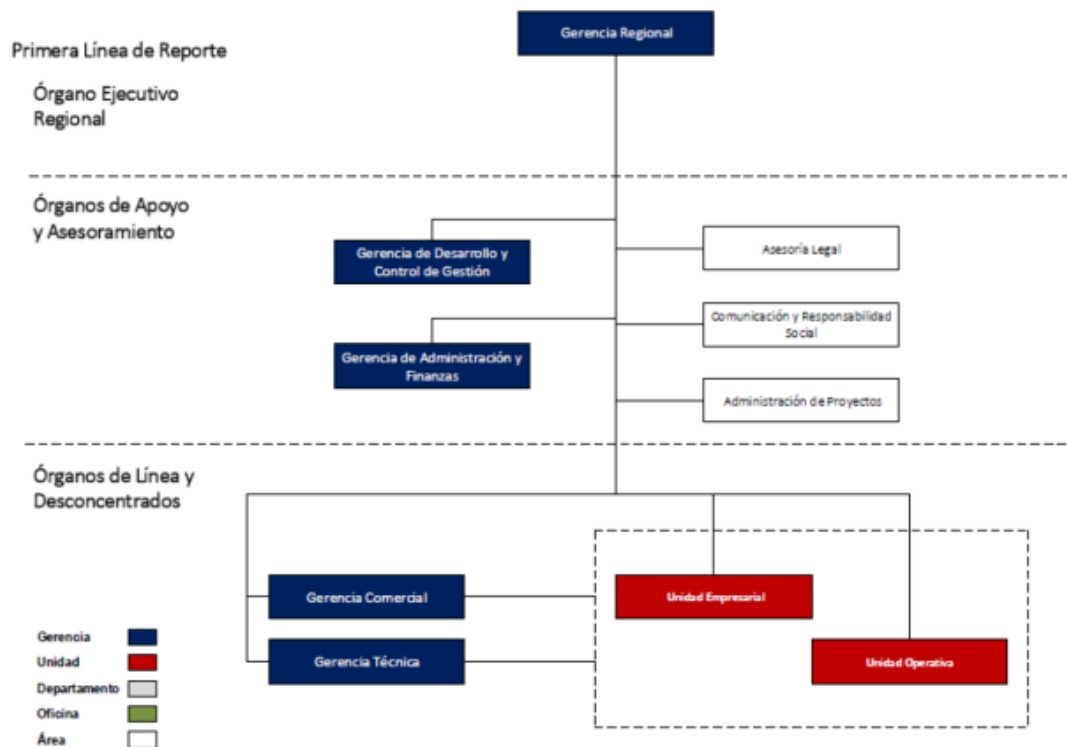 Gerencia Regional
Primera Línea de Reporte
Órgano Ejecutivo
Regional
Órganos de Apoyo
y Asesoramiento
Gerencia de Desarrollo y
Control de Gestión
Asesoría Legal
Comunicación y Responsabilidad
Social
Gerencia de Administración y
Finanzas
Administración de Proyectos
Órganos de Línea y
Desconcentrados
Gerencia Comercial
Unidad Empresarial
Gerencia Técnica
Unidad Operativa
Gerencia
Unidad
Departamento
Oficina
Área